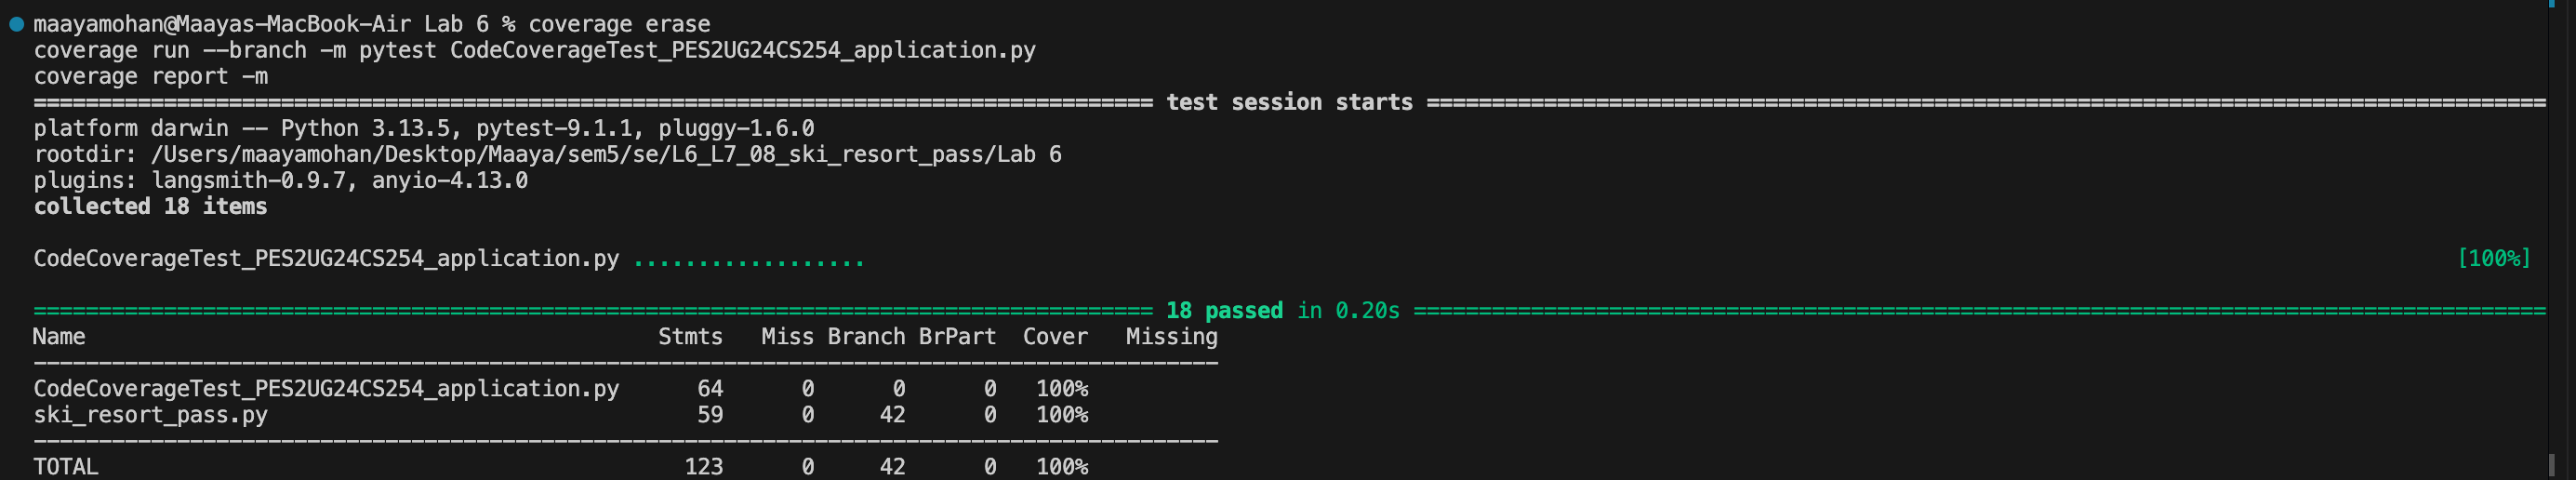 maayamohan@Maayas-MacBook-Air Lab 6 % coverage erase
coverage run --branch -m pytest CodeCoverageTest_PES2UG24CS254_application.py
coverage report -m
=============== test session starts ===============
platform darwin -- Python 3.13.5, pytest-9.1.1, pluggy-1.6.0
rootdir: /Users/maayamohan/Desktop/Maaya/sem5/se/L6_L7_08_ski_resort_pass/Lab 6
plugins: langsmith-0.9.7, anyio-4.13.0
collected 18 items
CodeCoverageTest_PES2UG24CS254_application.py .................. [100%]
=============== 18 passed in 0.20s ===============
Name Stmts Miss Branch BrPart Cover Missing
---------------------------------------------
CodeCoverageTest_PES2UG24CS254_application.py 64 0 0 0 100%
ski_resort_pass.py 59 0 42 0 100%
---------------------------------------------
TOTAL 123 0 42 0 100%